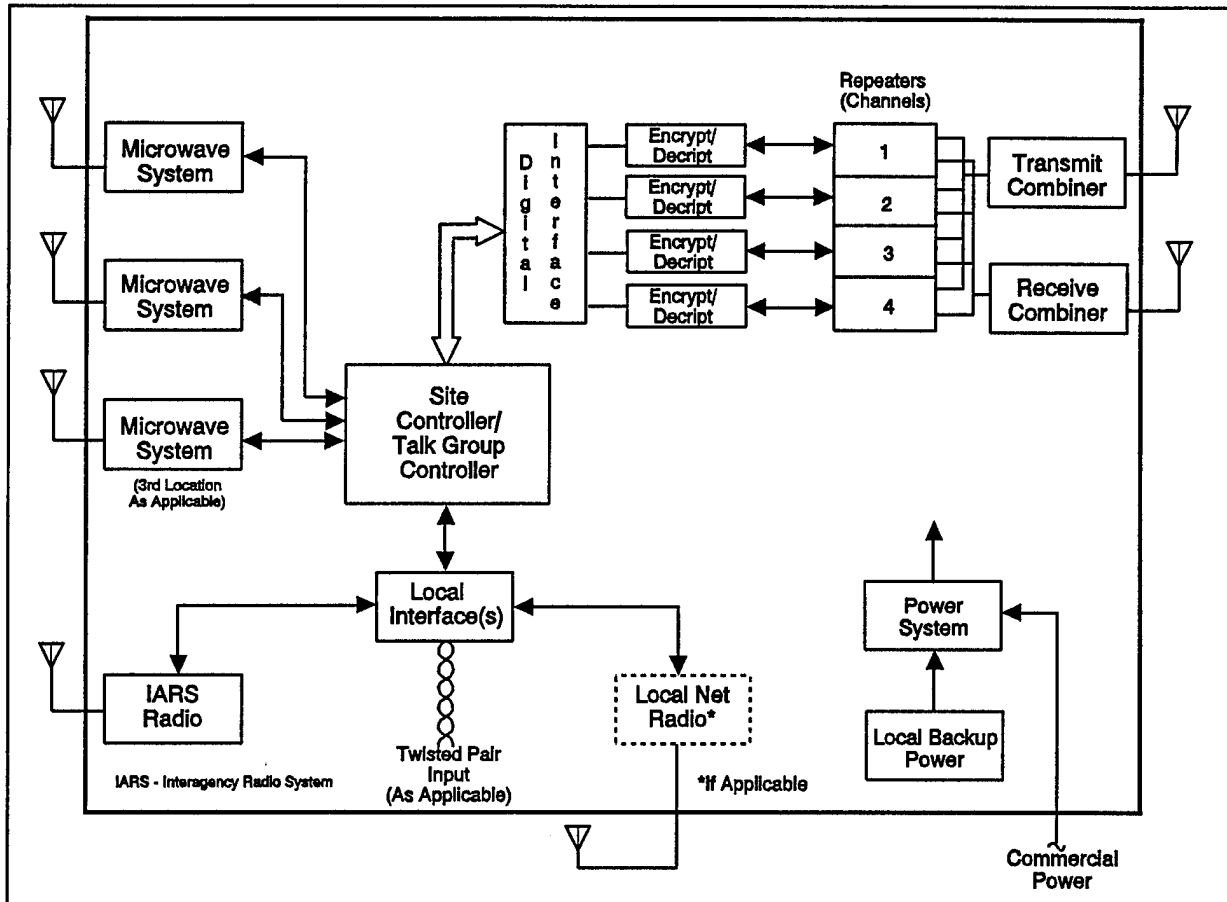 Repeaters
(Channels)
Microwave
System
Digital
Interface
Encrypt/
Decript
1
Transmit
Combiner
Encrypt/
Decript
2
Microwave
System
Encrypt/
Decript
3
Receive
Combiner
Encrypt/
Decript
4
Microwave
System
(3rd Location
As Applicable)
Site
Controller/
Talk Group
Controller
Local
Interface(s)
Power
System
IARS
Radio
Local Net
Radio*
Local Backup
Power
IARS - Interagency Radio System
Twisted Pair
Input
(As Applicable)
*If Applicable
Commercial
Power